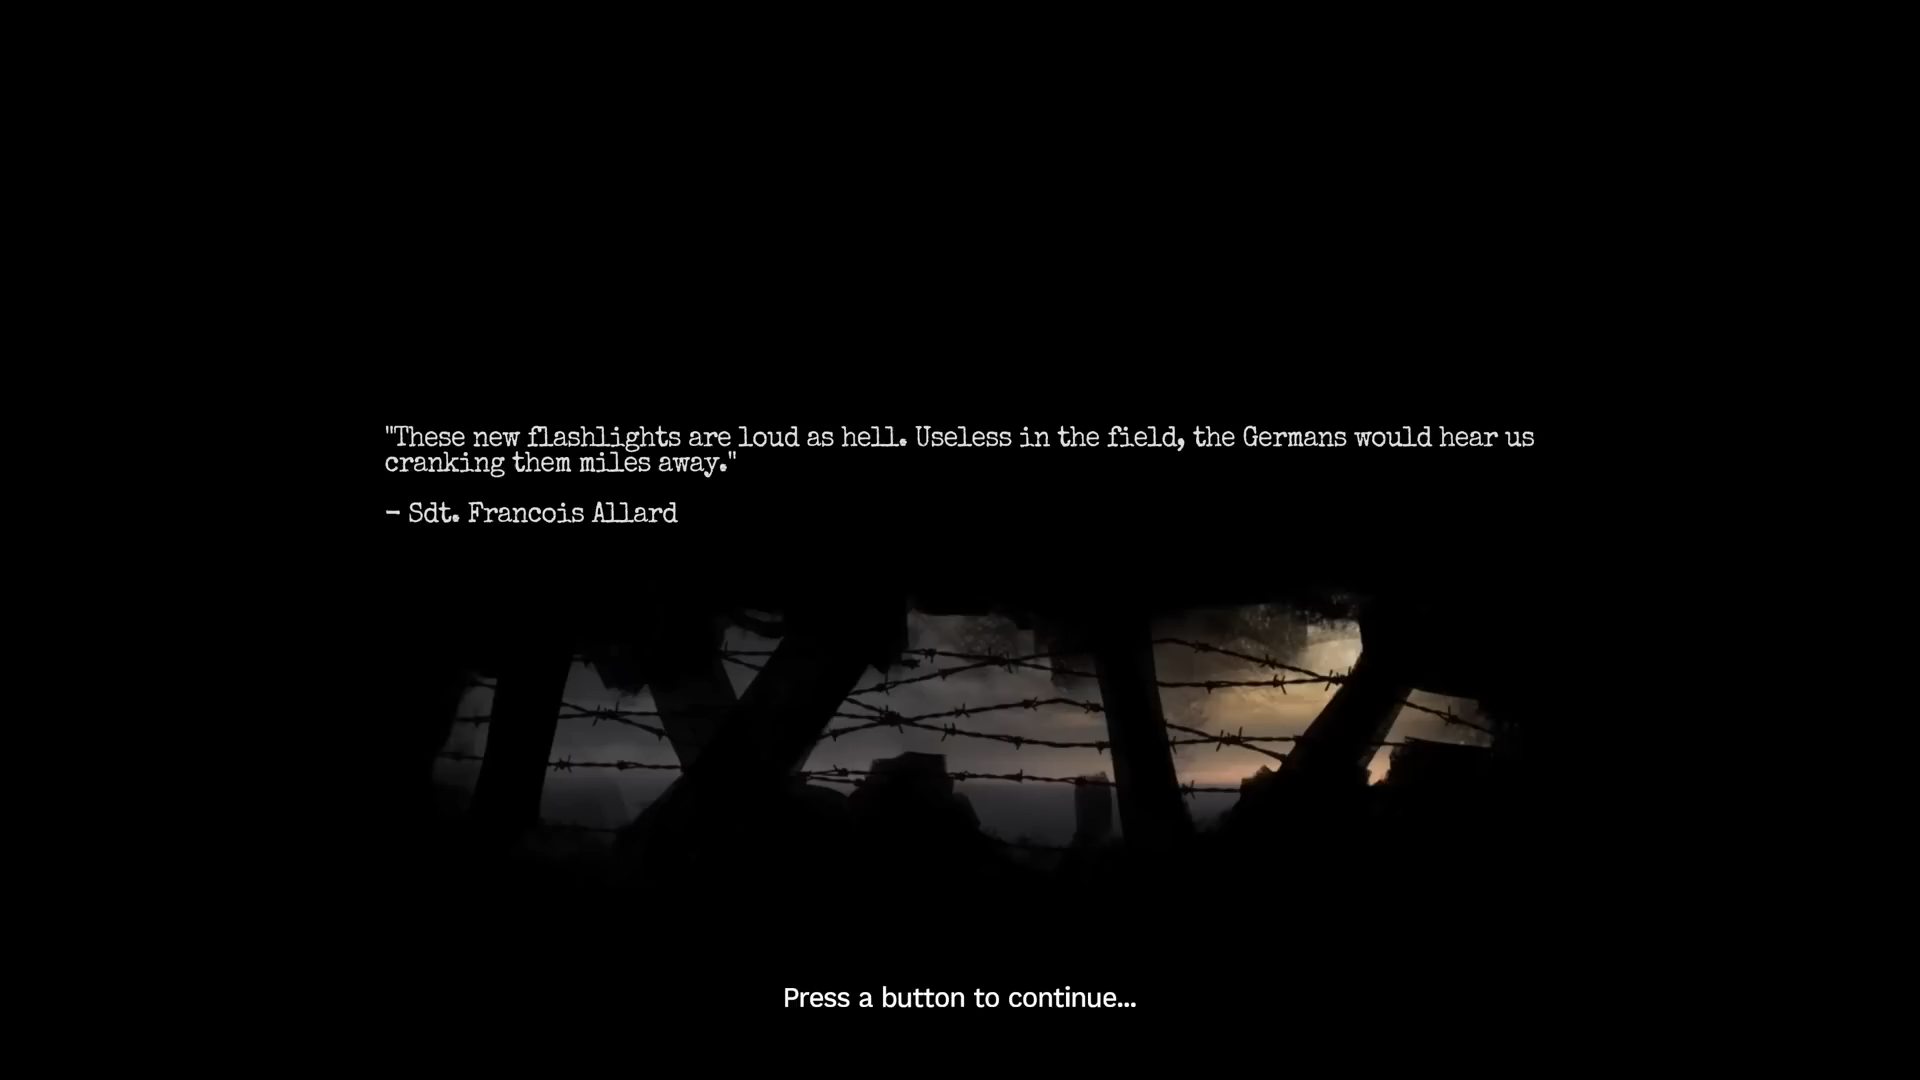 "These new flashlights are loud as hell. Useless in the field, the Germans would hear us
cranking them miles away."
- Sdt. Francois Allard
Press a button to continue...